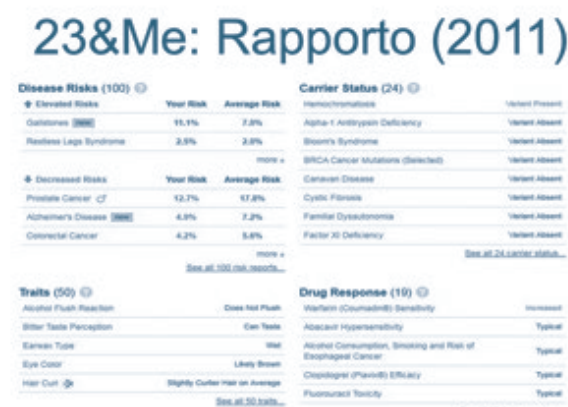 23&Me: Rapporto (2011)
Disease Risks (100)
Elevated Risks Your Risk Average Risk
Gallstones new 11.1% 7.0%
Restless Legs Syndrome 2.5% 2.0%
more »
Decreased Risks Your Risk Average Risk
Prostate Cancer ♂ 12.7% 17.8%
Alzheimer's Disease new 4.9% 7.2%
Colorectal Cancer 4.2% 5.6%
more »
See all 100 risk reports...
Carrier Status (24)
Hemochromatosis Variant Present
Alpha-1 Antitrypsin Deficiency Variant Absent
Bloom's Syndrome Variant Absent
BRCA Cancer Mutations (Selected) Variant Absent
Canavan Disease Variant Absent
Cystic Fibrosis Variant Absent
Familial Dysautonomia Variant Absent
Factor XI Deficiency Variant Absent
See all 24 carrier status...
Traits (50)
Alcohol Flush Reaction Does Not Flush
Bitter Taste Perception Can Taste
Earwax Type Wet
Eye Color Likely Brown
Hair Curl Slightly Curlier Hair on Average
See all 50 traits...
Drug Response (19)
Warfarin (Coumadin®) Sensitivity Increased
Abacavir Hypersensitivity Typical
Alcohol Consumption, Smoking and Risk of
Esophageal Cancer Typical
Clopidogrel (Plavix®) Efficacy Typical
Fluorouracil Toxicity Typical